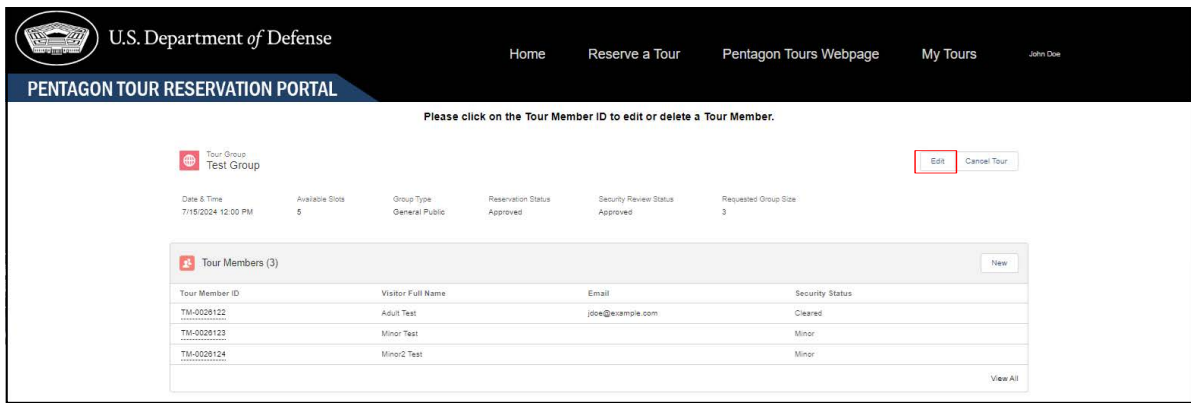 U.S. Department of Defense
Home Reserve a Tour Pentagon Tours Webpage My Tours John Doe
PENTAGON TOUR RESERVATION PORTAL
Please click on the Tour Member ID to edit or delete a Tour Member.
Tour Group
Test Group
Edit Cancel Tour
Date & Time Available Slots Group Type Reservation Status Security Review Status Requested Group Size
7/15/2024 12:00 PM 5 General Public Approved Approved 3
Tour Members (3) New
Tour Member ID Visitor Full Name Email Security Status
TM-0026122 Adult Test jdoe@example.com Cleared
TM-0026123 Minor Test Minor
TM-0026124 Minor2 Test Minor
View All